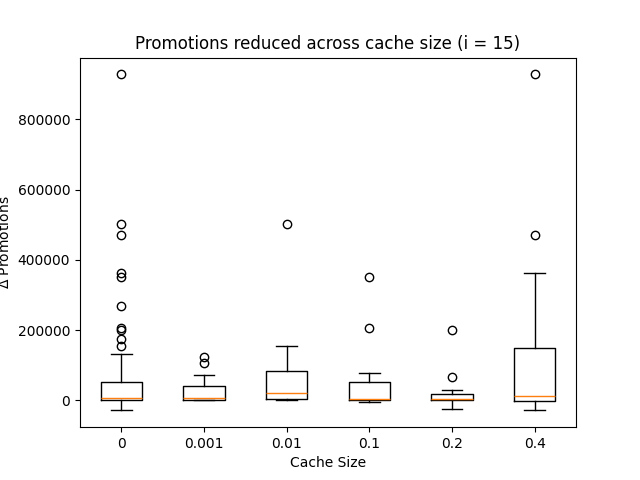 Promotions reduced across cache size (i = 15)
Δ Promotions
800000
600000
400000
200000
0
0 0.001 0.01 0.1 0.2 0.4
Cache Size